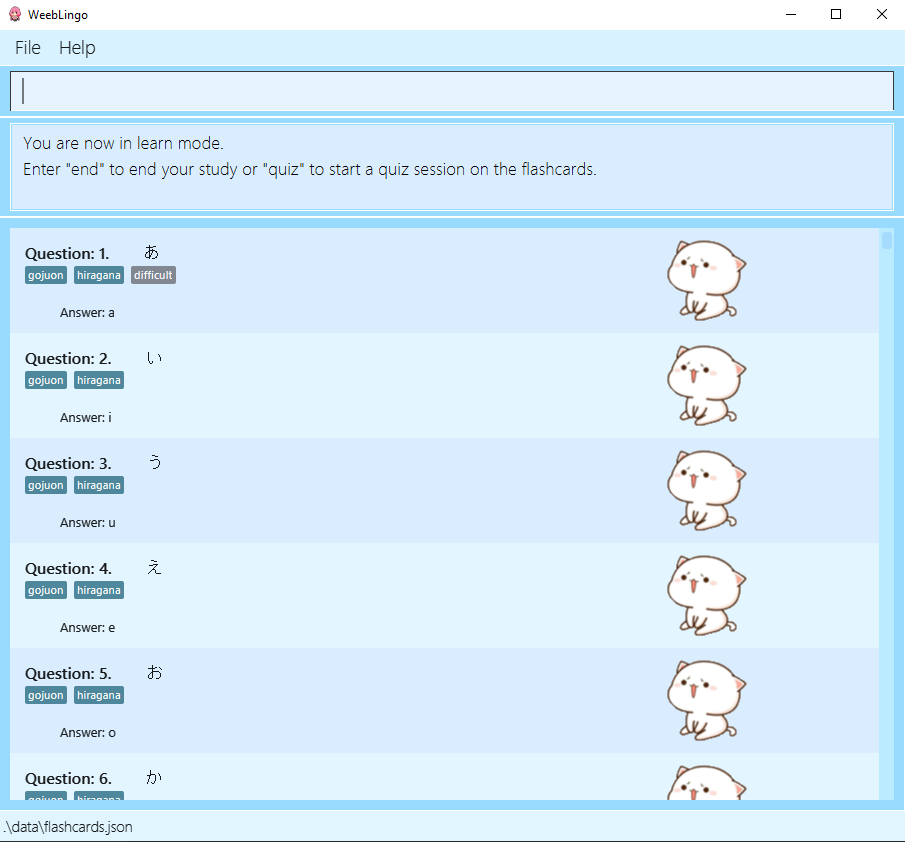 WeebLingo
File Help
You are now in learn mode.
Enter "end" to end your study or "quiz" to start a quiz session on the flashcards.
Question: 1. あ
gojuon hiragana difficult
Answer: a
Question: 2. い
gojuon hiragana
Answer: i
Question: 3. う
gojuon hiragana
Answer: u
Question: 4. え
gojuon hiragana
Answer: e
Question: 5. お
gojuon hiragana
Answer: o
Question: 6. か
gojuon hiragana
.\data\flashcards.json